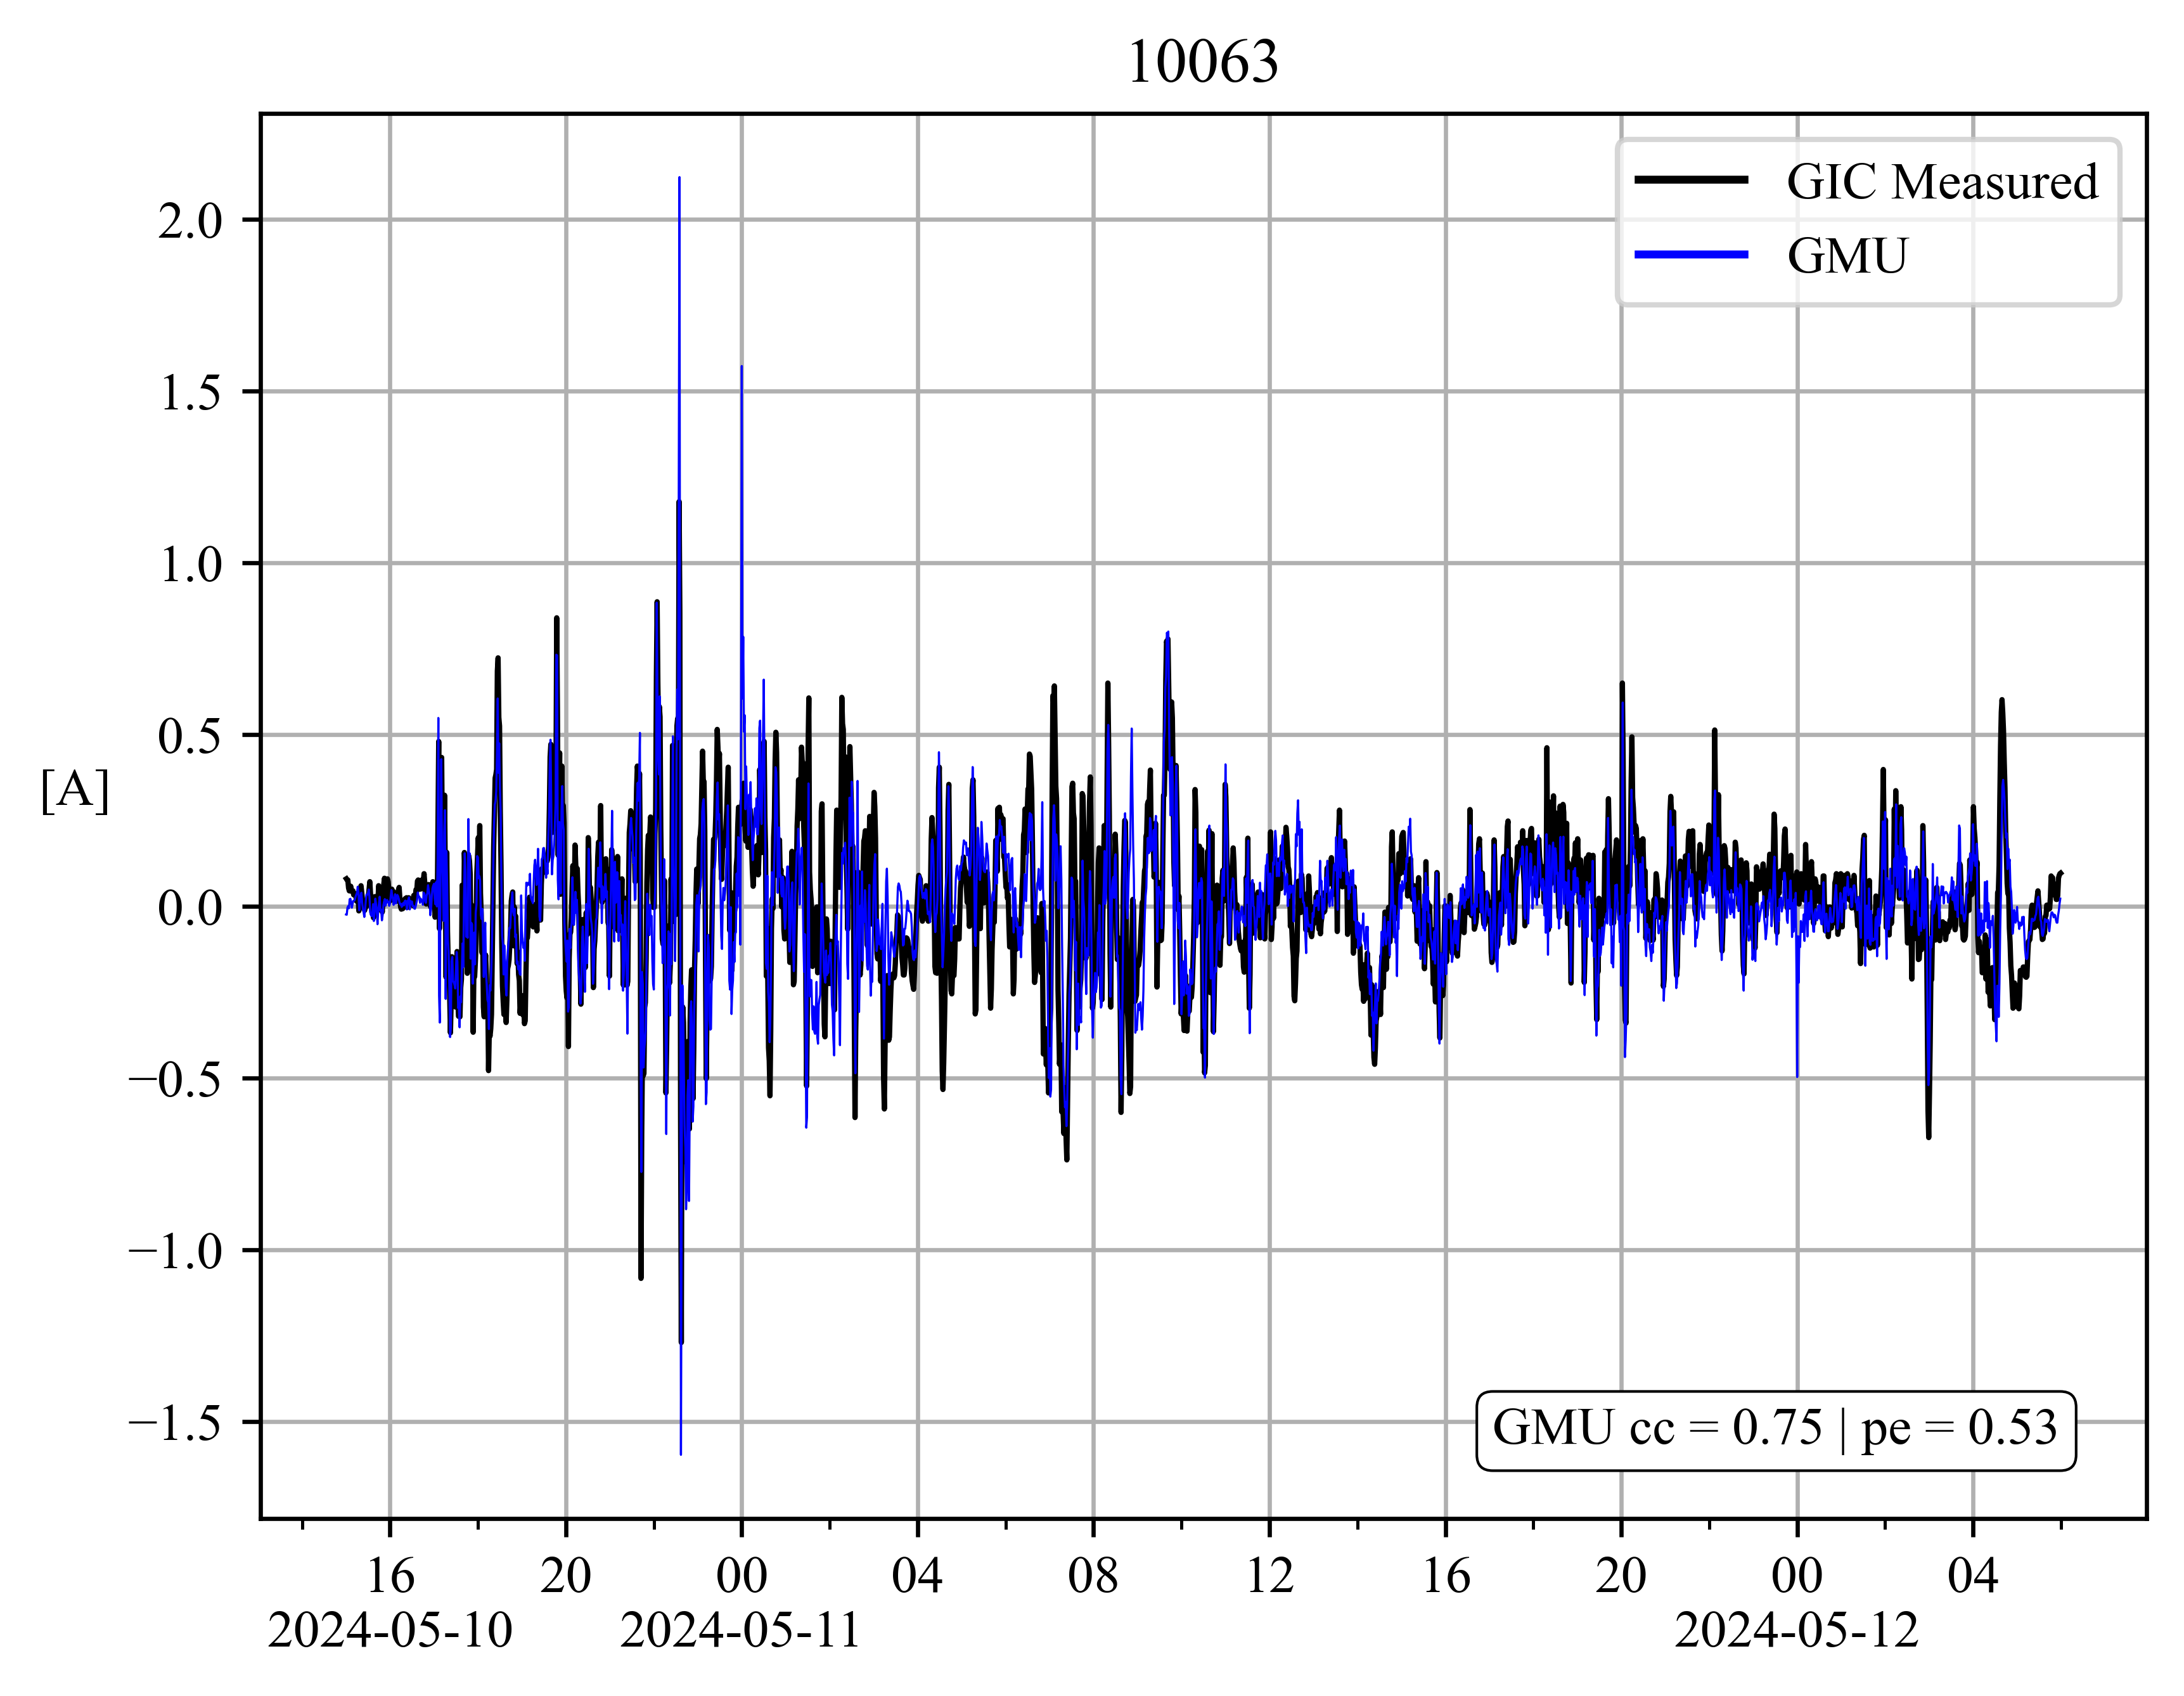 10063
GIC Measured
GMU
2.0
1.5
1.0
0.5
[A]
0.0
−0.5
−1.0
−1.5
GMU cc = 0.75 | pe = 0.53
16 20 00 04 08 12 16 20 00 04
2024-05-10 2024-05-11 2024-05-12